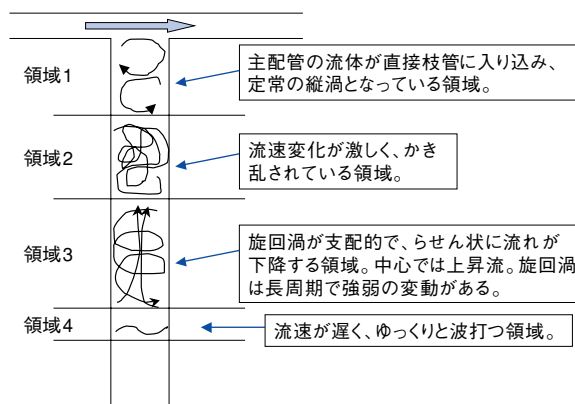 領域1
主配管の流体が直接枝管に入り込み、
定常の縦渦となっている領域。
領域2
流速変化が激しく、かき
乱されている領域。
領域3
旋回渦が支配的で、らせん状に流れが
下降する領域。中心では上昇流。旋回渦
は長周期で強弱の変動がある。
領域4
流速が遅く、ゆっくりと波打つ領域。